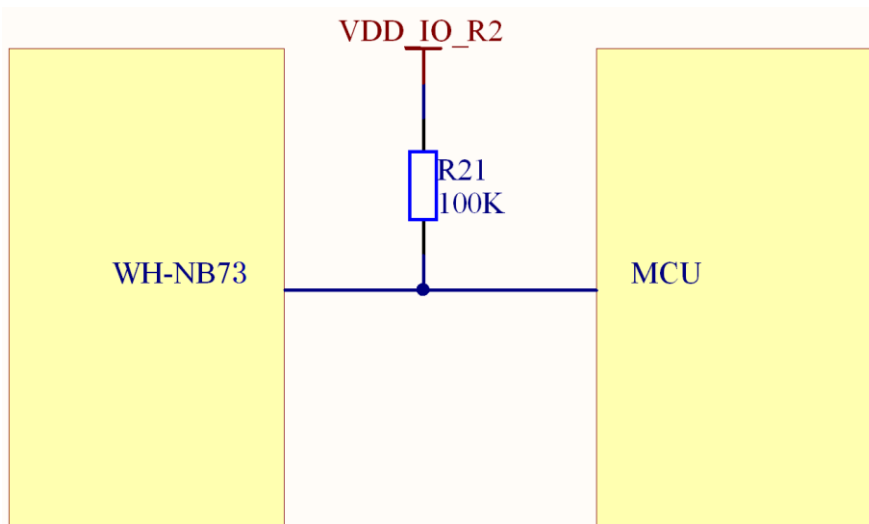 VDD_IO_R2
R21
100K
WH-NB73
MCU